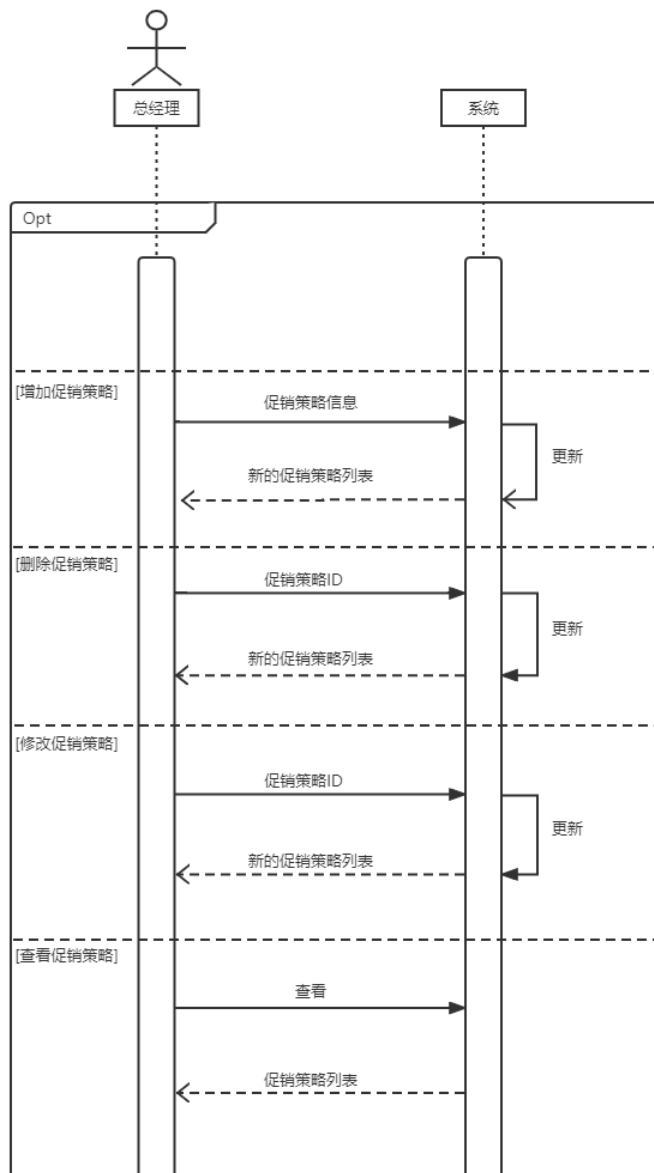 总经理
系统
Opt
[增加促销策略]
促销策略信息
更新
新的促销策略列表
[删除促销策略]
促销策略ID
更新
新的促销策略列表
[修改促销策略]
促销策略ID
更新
新的促销策略列表
[查看促销策略]
查看
促销策略列表